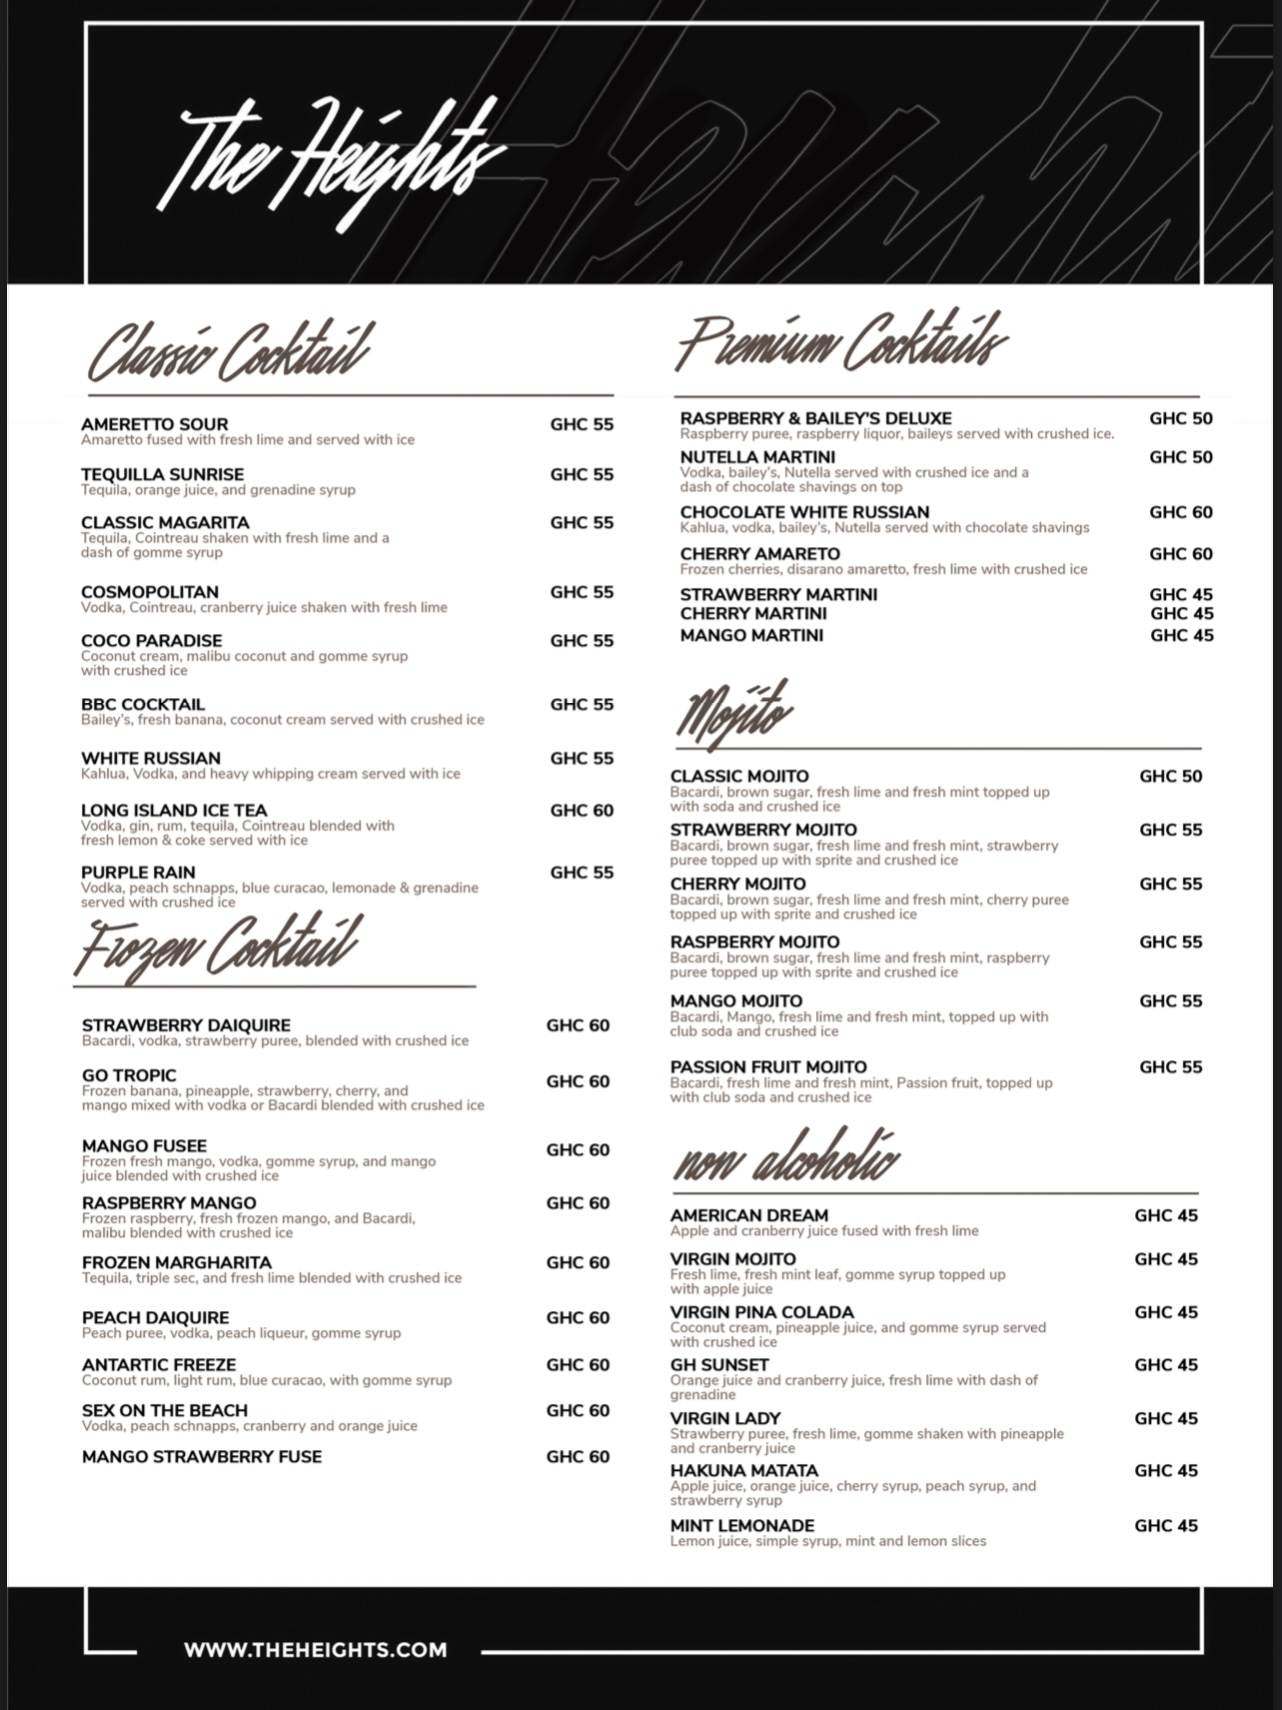 The Heights
Classic Cocktail
AMERETTO SOUR GHC 55
Amaretto fused with fresh lime and served with ice
TEQUILLA SUNRISE GHC 55
Tequila, orange juice, and grenadine syrup
CLASSIC MAGARITA GHC 55
Tequila, Cointreau shaken with fresh lime and a
dash of gomme syrup
COSMOPOLITAN GHC 55
Vodka, Cointreau, cranberry juice shaken with fresh lime
COCO PARADISE GHC 55
Coconut cream, malibu coconut and gomme syrup
with crushed ice
BBC COCKTAIL GHC 55
Bailey's, fresh banana, coconut cream served with crushed ice
WHITE RUSSIAN GHC 55
Kahlua, Vodka, and heavy whipping cream served with ice
LONG ISLAND ICE TEA GHC 60
Vodka, gin, rum, tequila, Cointreau blended with
fresh lemon & coke served with ice
PURPLE RAIN GHC 55
Vodka, peach schnapps, blue curacao, lemonade & grenadine
served with crushed ice
Frozen Cocktail
STRAWBERRY DAIQUIRE GHC 60
Bacardi, vodka, strawberry puree, blended with crushed ice
GO TROPIC GHC 60
Frozen banana, pineapple, strawberry, cherry, and
mango mixed with vodka or Bacardi blended with crushed ice
MANGO FUSEE GHC 60
Frozen fresh mango, vodka, gomme syrup, and mango
juice blended with crushed ice
RASPBERRY MANGO GHC 60
Frozen raspberry, fresh frozen mango, and Bacardi,
malibu blended with crushed ice
FROZEN MARGHARITA GHC 60
Tequila, triple sec, and fresh lime blended with crushed ice
PEACH DAIQUIRE GHC 60
Peach puree, vodka, peach liqueur, gomme syrup
ANTARTIC FREEZE GHC 60
Coconut rum, light rum, blue curacao, with gomme syrup
SEX ON THE BEACH GHC 60
Vodka, peach schnapps, cranberry and orange juice
MANGO STRAWBERRY FUSE GHC 60
Premium Cocktails
RASPBERRY & BAILEY'S DELUXE GHC 50
Raspberry puree, raspberry liquor, baileys served with crushed ice.
NUTELLA MARTINI GHC 50
Vodka, bailey's, Nutella served with crushed ice and a
dash of chocolate shavings on top
CHOCOLATE WHITE RUSSIAN GHC 60
Kahlua, vodka, bailey's, Nutella served with chocolate shavings
CHERRY AMARETO GHC 60
Frozen cherries, disarano amaretto, fresh lime with crushed ice
STRAWBERRY MARTINI GHC 45
CHERRY MARTINI GHC 45
MANGO MARTINI GHC 45
Mojito
CLASSIC MOJITO GHC 50
Bacardi, brown sugar, fresh lime and fresh mint topped up
with soda and crushed ice
STRAWBERRY MOJITO GHC 55
Bacardi, brown sugar, fresh lime and fresh mint, strawberry
puree topped up with sprite and crushed ice
CHERRY MOJITO GHC 55
Bacardi, brown sugar, fresh lime and fresh mint, cherry puree
topped up with sprite and crushed ice
RASPBERRY MOJITO GHC 55
Bacardi, brown sugar, fresh lime and fresh mint, raspberry
puree topped up with sprite and crushed ice
MANGO MOJITO GHC 55
Bacardi, Mango, fresh lime and fresh mint, topped up with
club soda and crushed ice
PASSION FRUIT MOJITO GHC 55
Bacardi, fresh lime and fresh mint, Passion fruit, topped up
with club soda and crushed ice
non alcoholic
AMERICAN DREAM GHC 45
Apple and cranberry juice fused with fresh lime
VIRGIN MOJITO GHC 45
Fresh lime, fresh mint leaf, gomme syrup topped up
with apple juice
VIRGIN PINA COLADA GHC 45
Coconut cream, pineapple juice, and gomme syrup served
with crushed ice
GH SUNSET GHC 45
Orange juice and cranberry juice, fresh lime with dash of
grenadine
VIRGIN LADY GHC 45
Strawberry puree, fresh lime, gomme shaken with pineapple
and cranberry juice
HAKUNA MATATA GHC 45
Apple juice, orange juice, cherry syrup, peach syrup, and
strawberry syrup
MINT LEMONADE GHC 45
Lemon juice, simple syrup, mint and lemon slices
WWW.THEHEIGHTS.COM